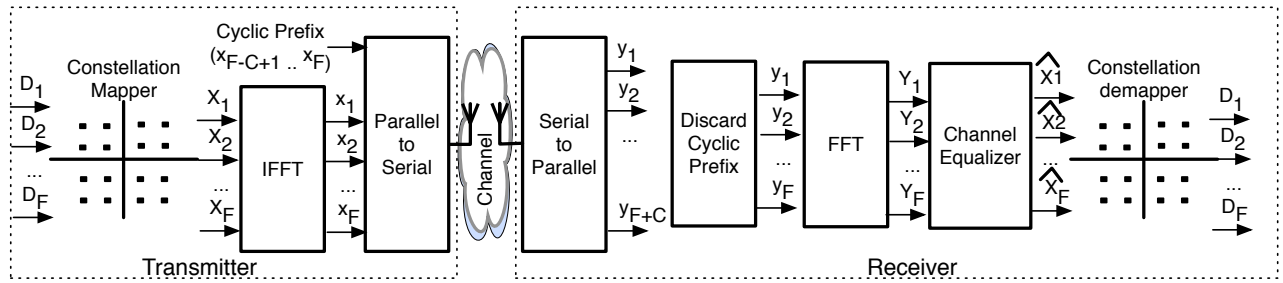 Cyclic Prefix
(xF-C+1 .. xF)
Constellation
Mapper
D1
D2
...
DF
X1
X2
...
XF
IFFT
x1
x2
...
xF
Parallel
to
Serial
Transmitter
Channel
Serial
to
Parallel
y1
y2
...
yF+C
Discard
Cyclic
Prefix
y1
y2
...
yF
FFT
Y1
Y2
...
YF
Channel
Equalizer
X̂1
X̂2
...
X̂F
Constellation
demapper
D1
D2
...
DF
Receiver